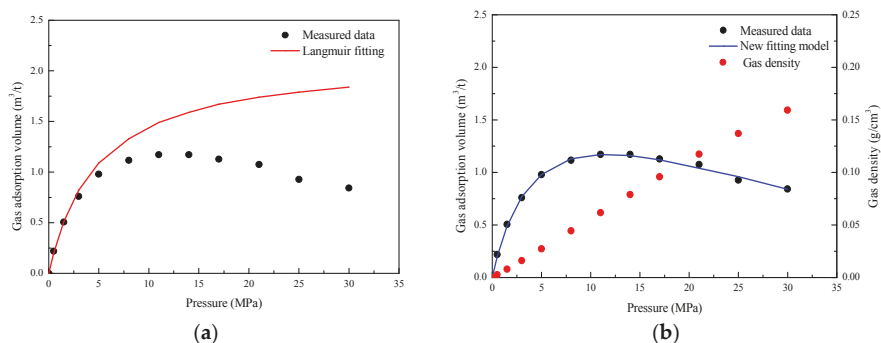 Measured data
Langmuir fitting
Gas adsorption volume (m³/t)
2.5
2.0
1.5
1.0
0.5
0.0
0
5
10
15
20
25
30
35
Pressure (MPa)
(a)
Measured data
New fitting model
Gas density
Gas adsorption volume (m³/t)
2.5
2.0
1.5
1.0
0.5
0.0
0
5
10
15
20
25
30
35
0.25
0.20
0.15
0.10
0.05
0.00
Gas density (g/cm³)
Pressure (MPa)
(b)